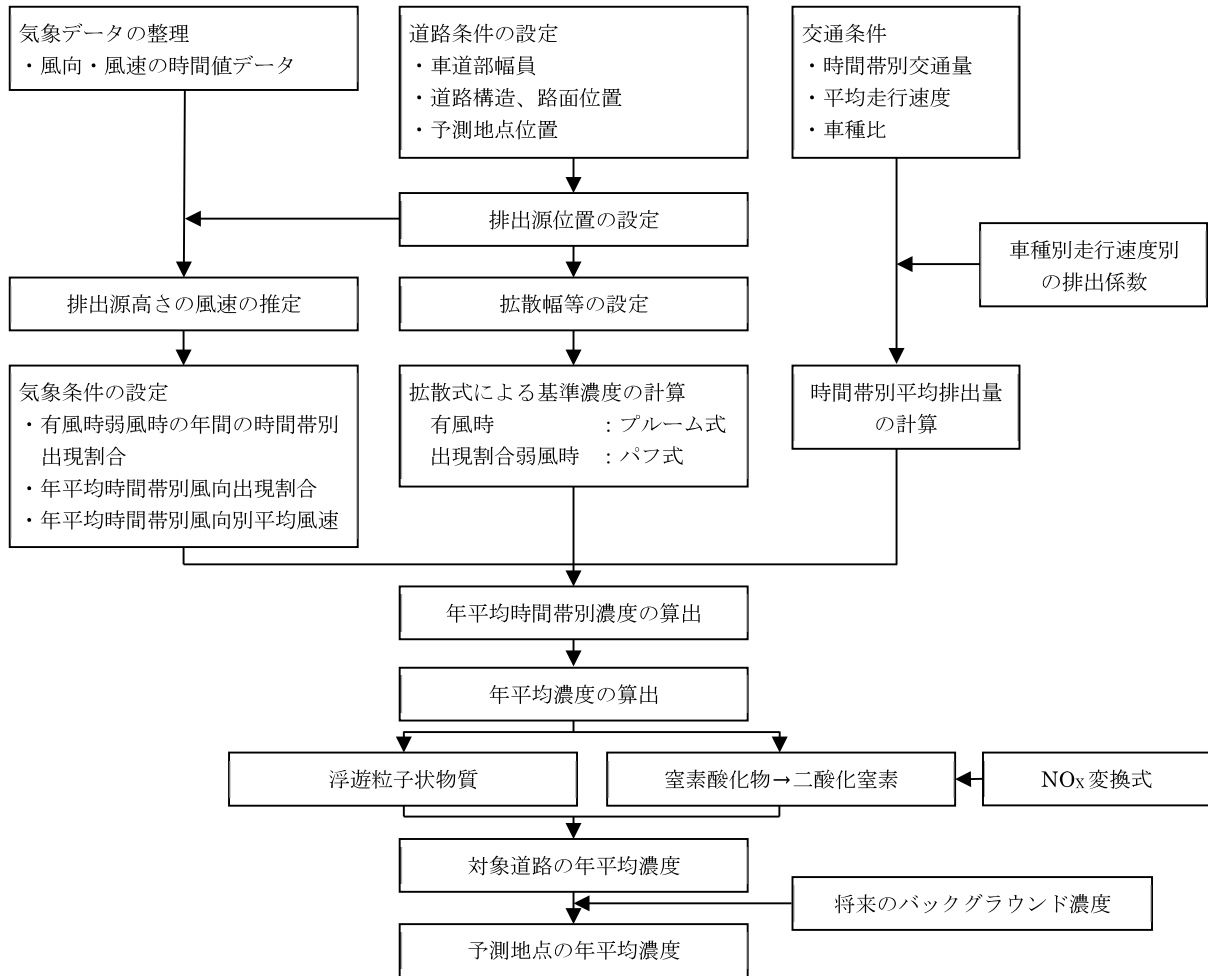 気象データの整理
・風向・風速の時間値データ
道路条件の設定
・車道部幅員
・道路構造、路面位置
・予測地点位置
交通条件
・時間帯別交通量
・平均走行速度
・車種比
排出源位置の設定
車種別走行速度別
の排出係数
排出源高さの風速の推定
拡散幅等の設定
気象条件の設定
・有風時弱風時の年間の時間帯別
出現割合
・年平均時間帯別風向出現割合
・年平均時間帯別風向別平均風速
拡散式による基準濃度の計算
有風時　　　　　：プルーム式
出現割合弱風時　：パフ式
時間帯別平均排出量
の計算
年平均時間帯別濃度の算出
年平均濃度の算出
浮遊粒子状物質
窒素酸化物→二酸化窒素
NOx変換式
対象道路の年平均濃度
将来のバックグラウンド濃度
予測地点の年平均濃度